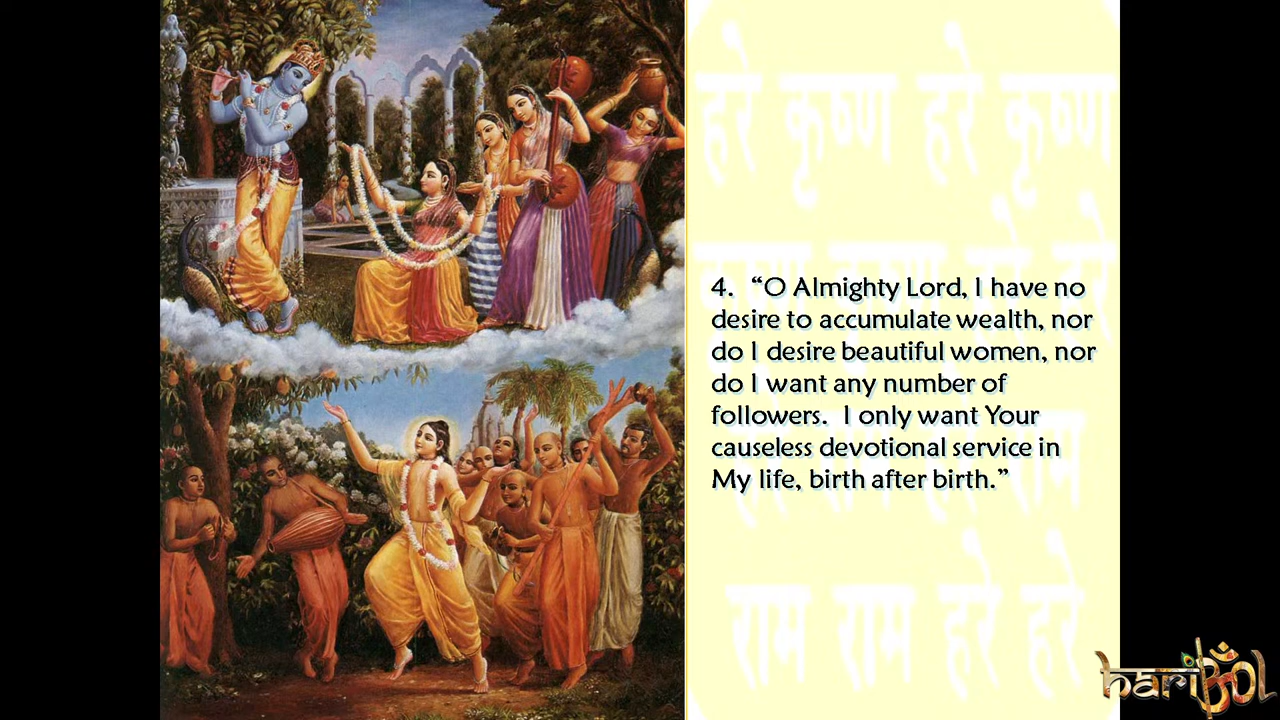 हरे कृष्ण हरे कृष्ण
4. “O Almighty Lord, I have no
desire to accumulate wealth, nor
do I desire beautiful women, nor
do I want any number of
followers. I only want Your
causeless devotional service in
My life, birth after birth.”
राम राम हरे हरे
hariबॐल